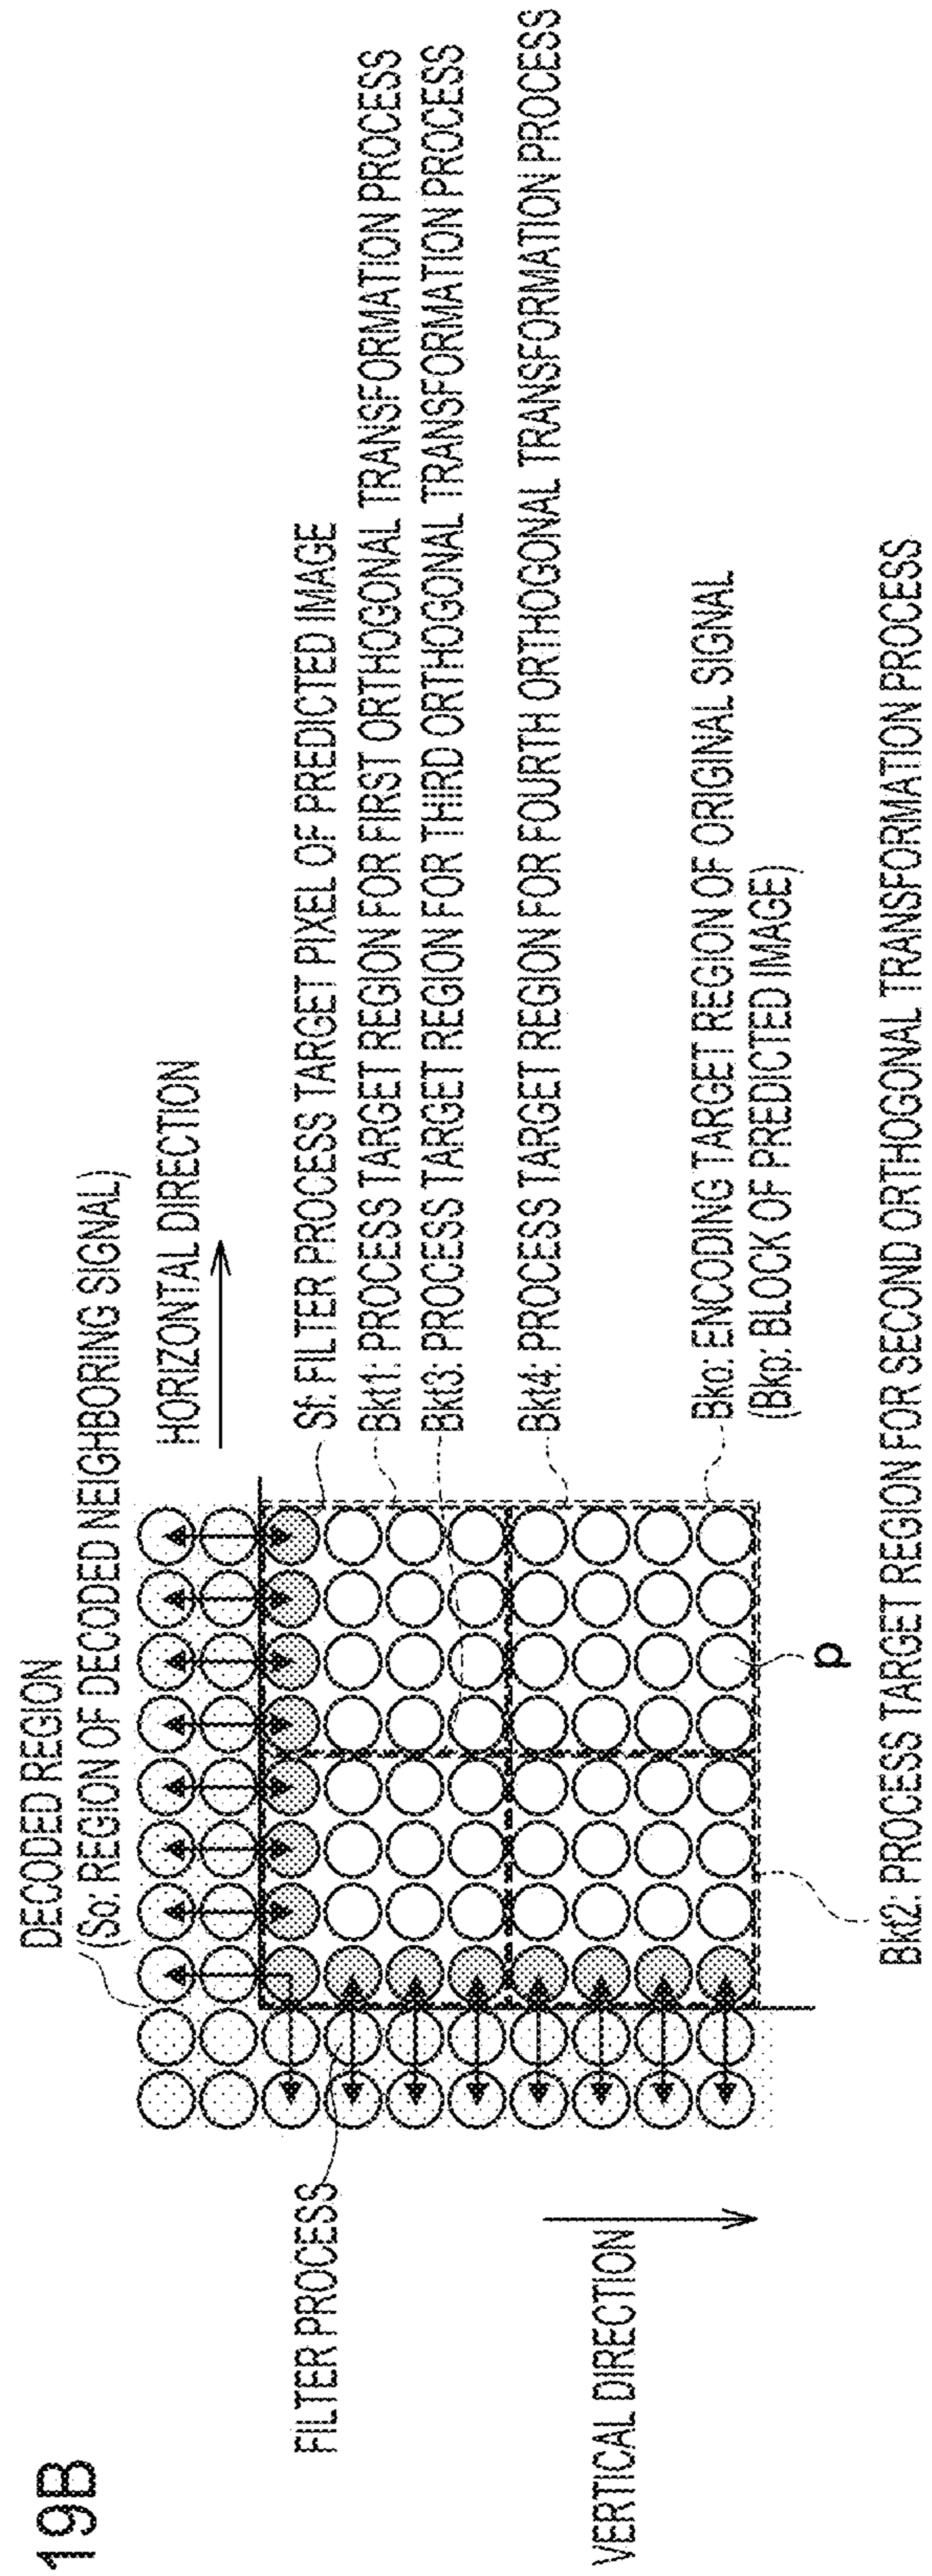 19B
DECODED REGION
(So': REGION OF DECODED NEIGHBORING SIGNAL)
HORIZONTAL DIRECTION
FILTER PROCESS
Sf: FILTER PROCESS TARGET PIXEL OF PREDICTED IMAGE
Bkt1: PROCESS TARGET REGION FOR FIRST ORTHOGONAL TRANSFORMATION PROCESS
Bkt3: PROCESS TARGET REGION FOR THIRD ORTHOGONAL TRANSFORMATION PROCESS
Bkt4: PROCESS TARGET REGION FOR FOURTH ORTHOGONAL TRANSFORMATION PROCESS
VERTICAL DIRECTION
Bko: ENCODING TARGET REGION OF ORIGINAL SIGNAL
(Bkp: BLOCK OF PREDICTED IMAGE)
p
Bkt2: PROCESS TARGET REGION FOR SECOND ORTHOGONAL TRANSFORMATION PROCESS